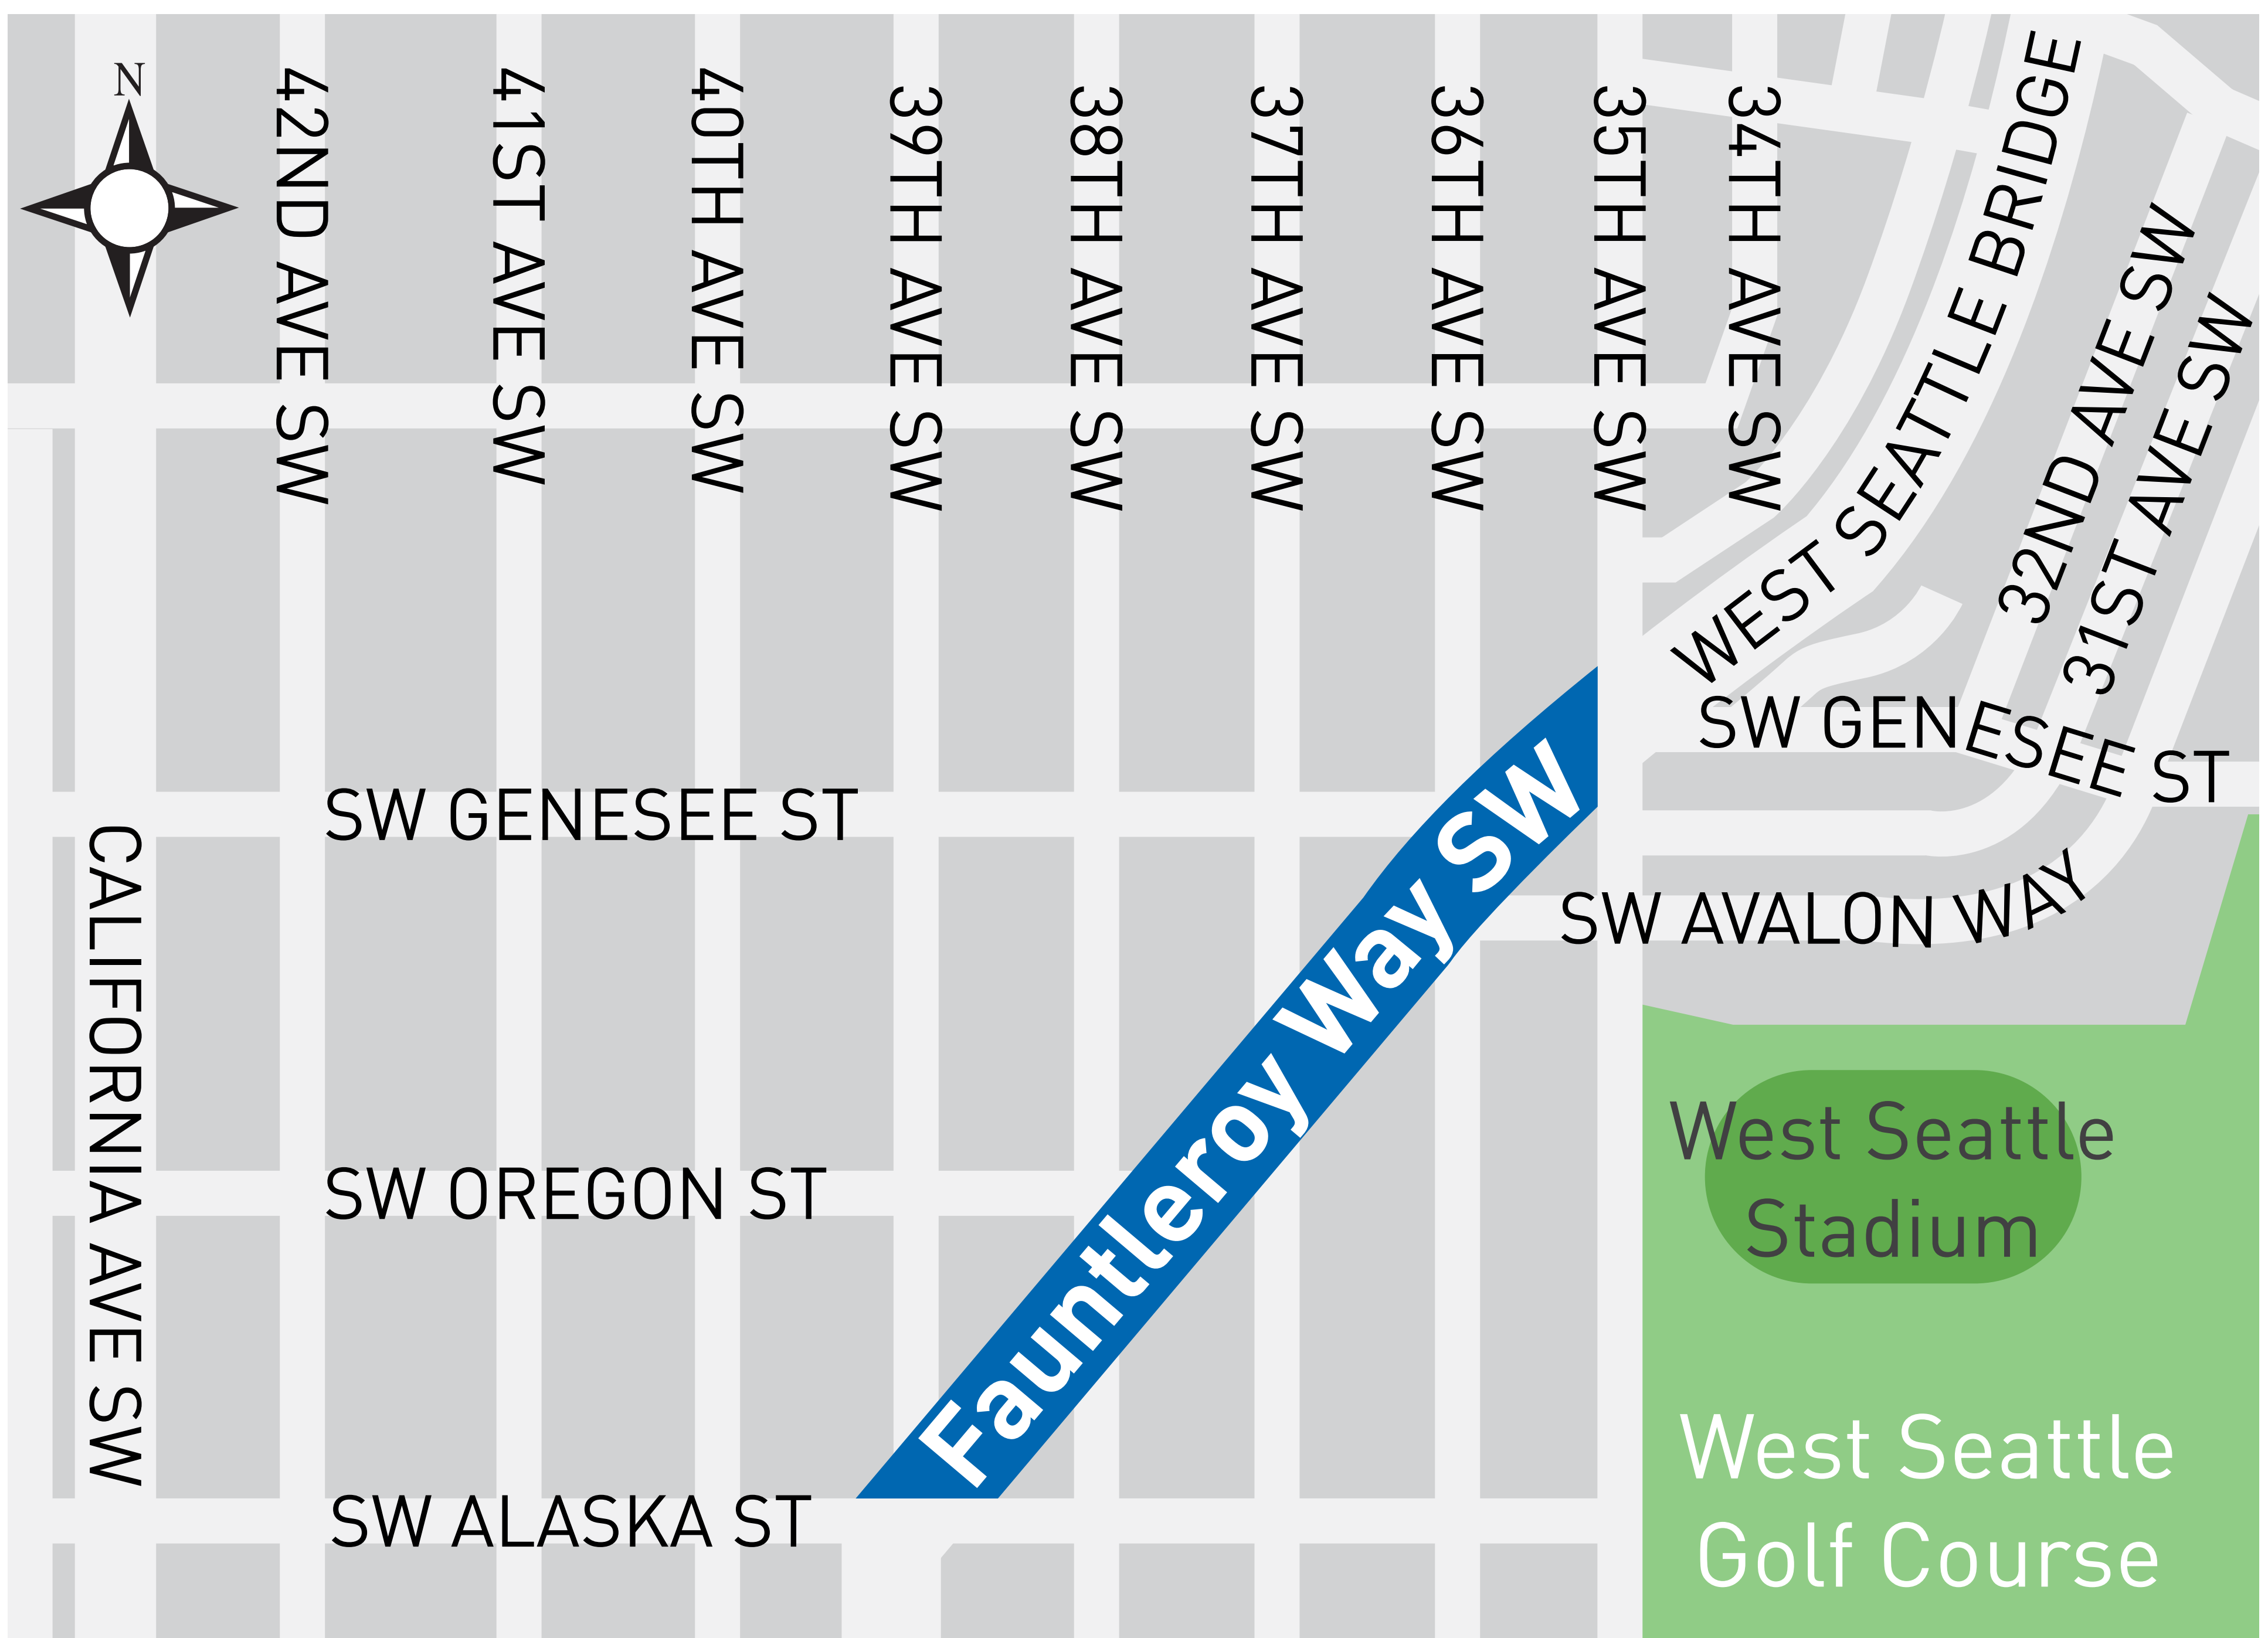 N
42ND AVE SW
41ST AVE SW
40TH AVE SW
39TH AVE SW
38TH AVE SW
37TH AVE SW
36TH AVE SW
35TH AVE SW
34TH AVE SW
WEST SEATTLE BRIDGE
32ND AVE SW
31ST AVE SW
SW GENESEE ST
SW GENESEE ST
CALIFORNIA AVE SW
Fauntleroy Way SW
SW AVALON WAY
SW OREGON ST
West Seattle
Stadium
West Seattle
Golf Course
SW ALASKA ST